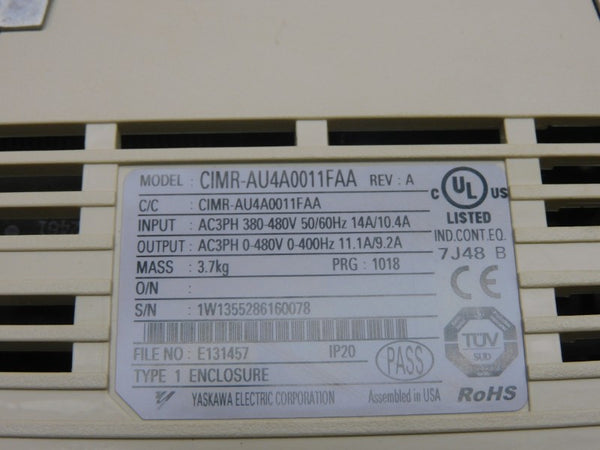 MODEL : CIMR-AU4A0011FAA REV : A
C/C : CIMR-AU4A0011FAA
INPUT : AC3PH 380-480V 50/60Hz 14A/10.4A
OUTPUT : AC3PH 0-480V 0-400Hz 11.1A/9.2A
MASS : 3.7kg PRG : 1018
O/N :
S/N : 1W1355286160078
FILE NO : E131457 IP20
TYPE 1 ENCLOSURE
PASS
YASKAWA ELECTRIC CORPORATION Assembled in USA
C UL US
LISTED
IND.CONT.EQ.
7J48 B
CE
TÜV
SÜD
RoHS